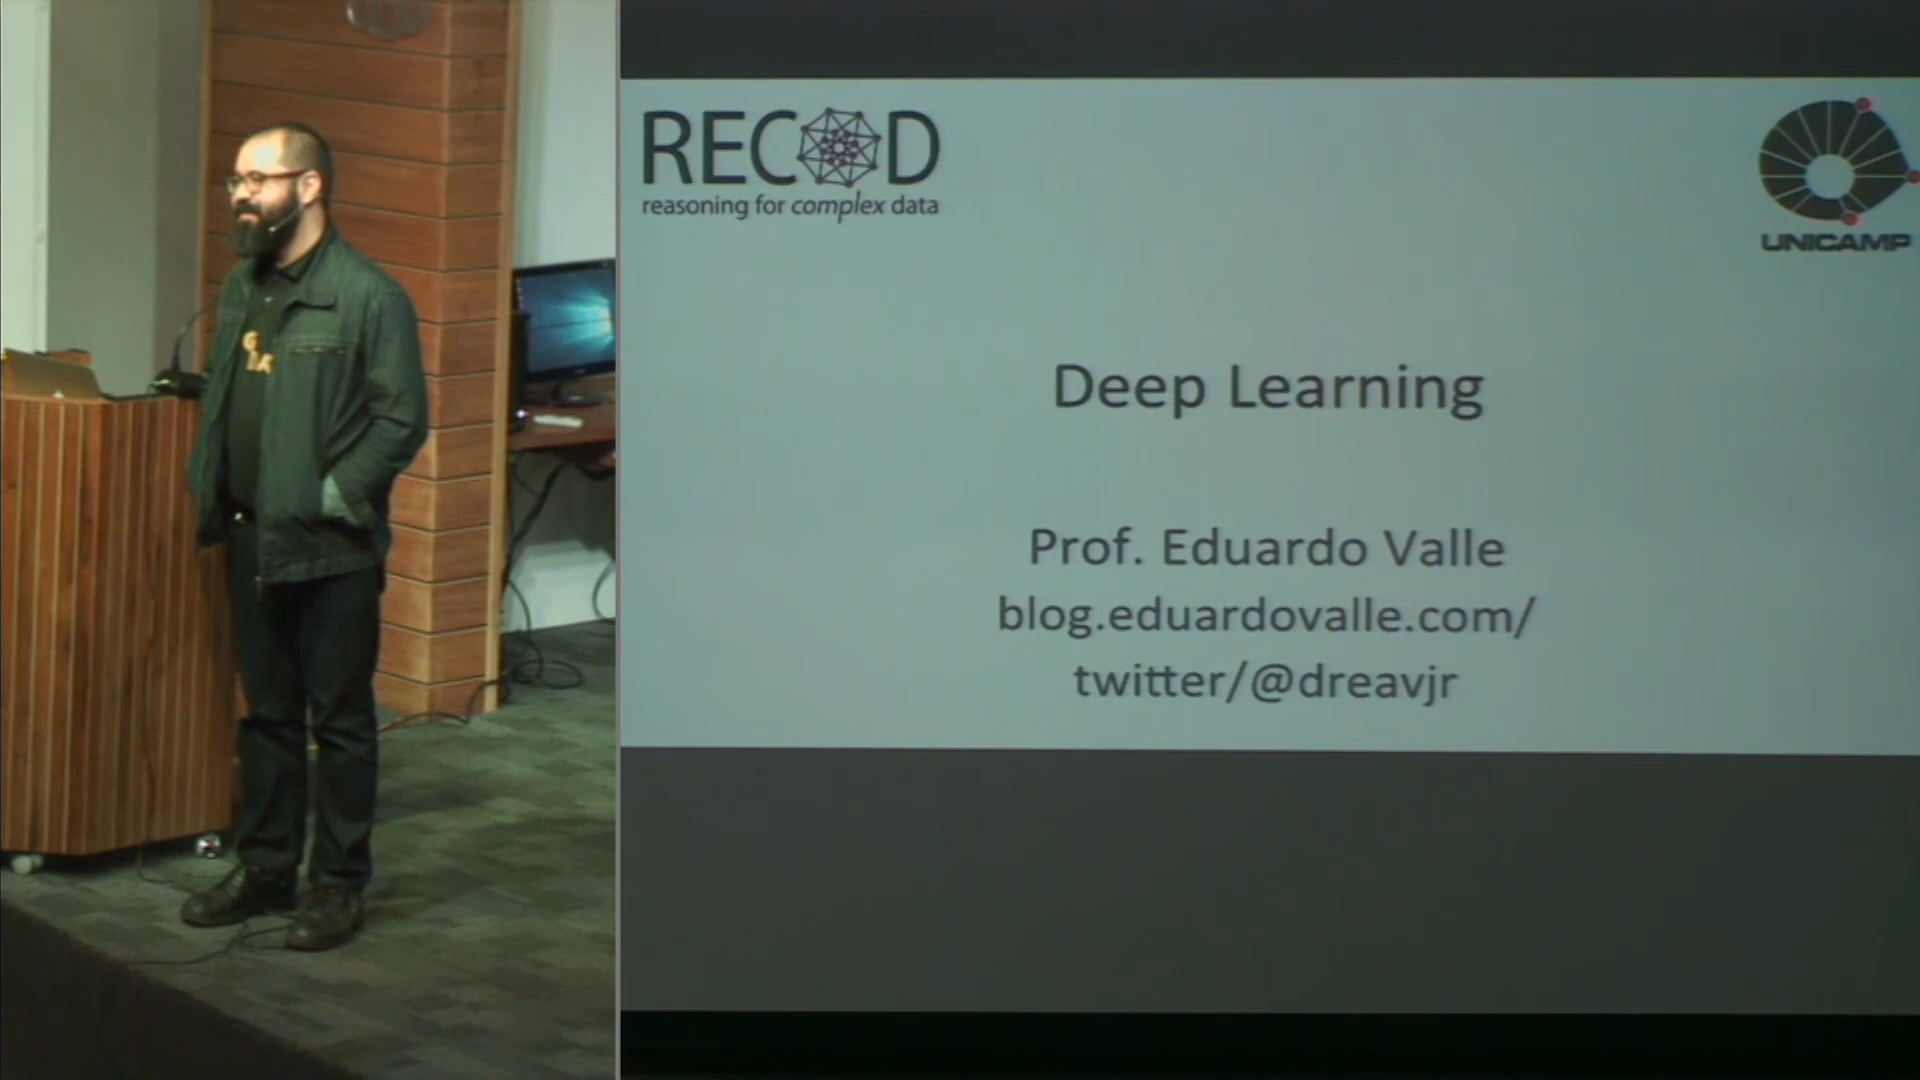 RECOD
reasoning for complex data
UNICAMP
Deep Learning
Prof. Eduardo Valle
blog.eduardovalle.com/
twitter/@dreavjr